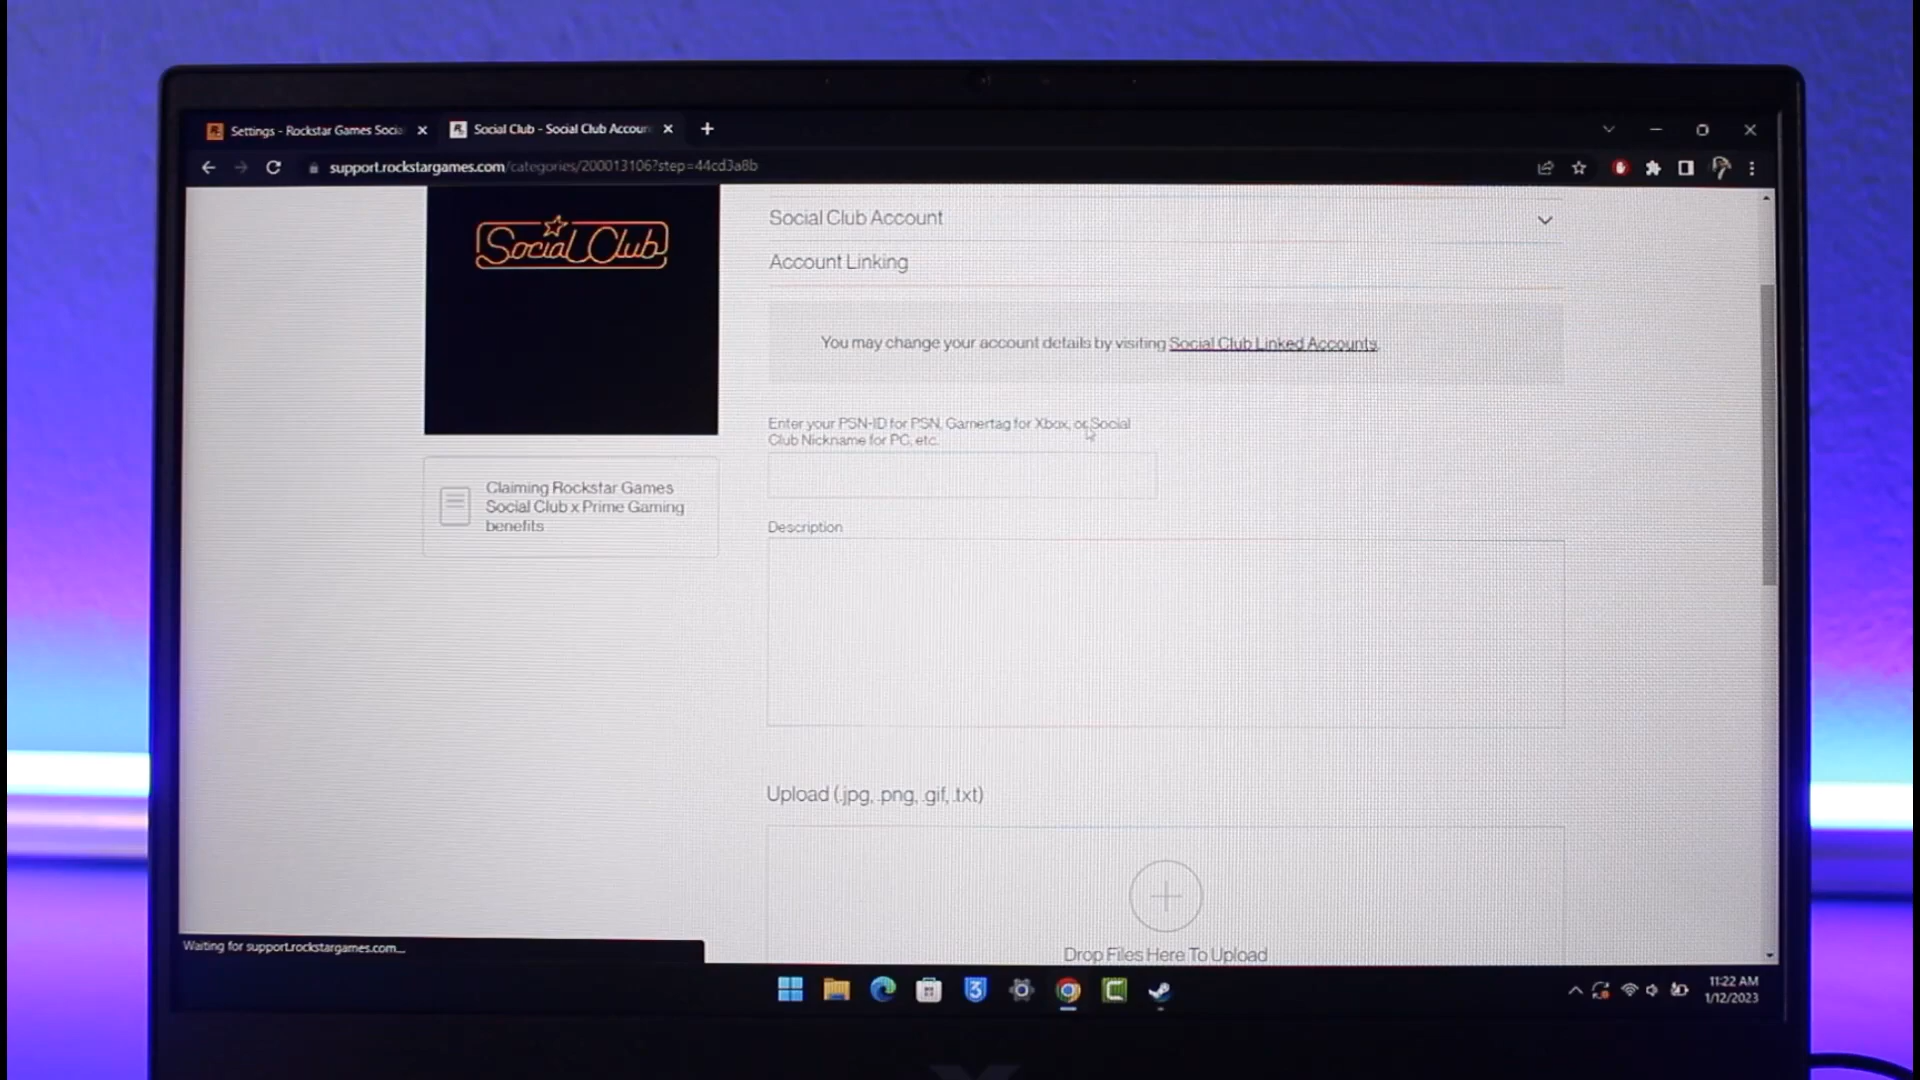 Settings - Rockstar Games Socia
Social Club - Social Club Accoun
support.rockstargames.com/categories/200013106?step=44cd3a8b
Social Club
Social Club Account
Account Linking
You may change your account details by visiting Social Club Linked Accounts.
Enter your PSN-ID for PSN, Gamertag for Xbox, or Social
Club Nickname for PC, etc.
Claiming Rockstar Games
Social Club x Prime Gaming
benefits
Description
Upload (.jpg, .png, .gif, .txt)
Drop Files Here To Upload
Waiting for support.rockstargames.com...
11:22 AM
1/12/2023